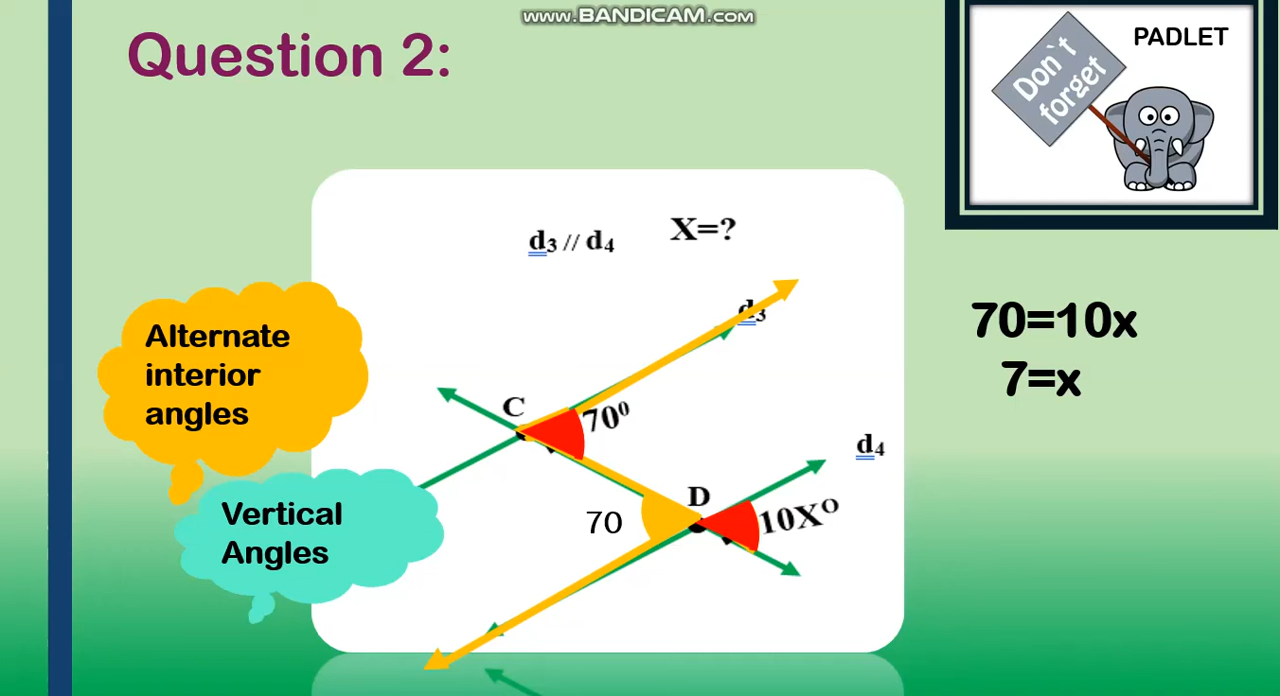 www.BANDICAM.com
Question 2:
PADLET
Don`t
forget
d3 // d4 X=?
d3
Alternate
interior
angles
70=10x
7=x
C
70⁰
d4
Vertical
Angles
D
70
10X⁰